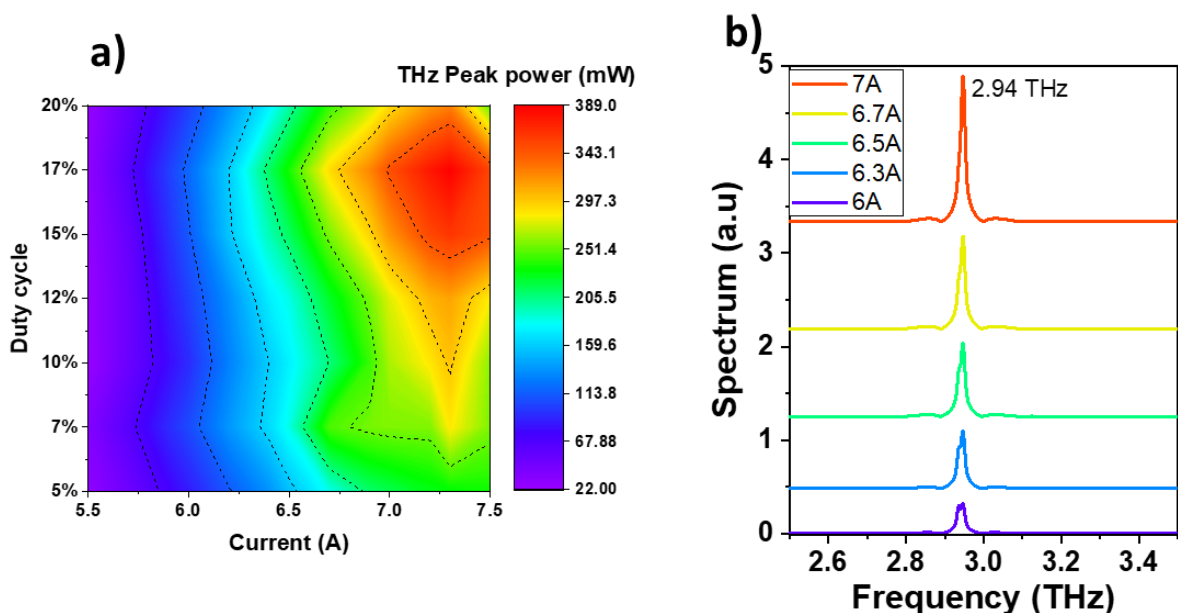 a)
THz Peak power (mW)
20%
17%
15%
12%
10%
7%
5%
Duty cycle
5.5 6.0 6.5 7.0 7.5
Current (A)
389.0
343.1
297.3
251.4
205.5
159.6
113.8
67.88
22.00
b)
5
4
3
2
1
0
Spectrum (a.u)
7A
6.7A
6.5A
6.3A
6A
2.94 THz
2.6 2.8 3.0 3.2 3.4
Frequency (THz)